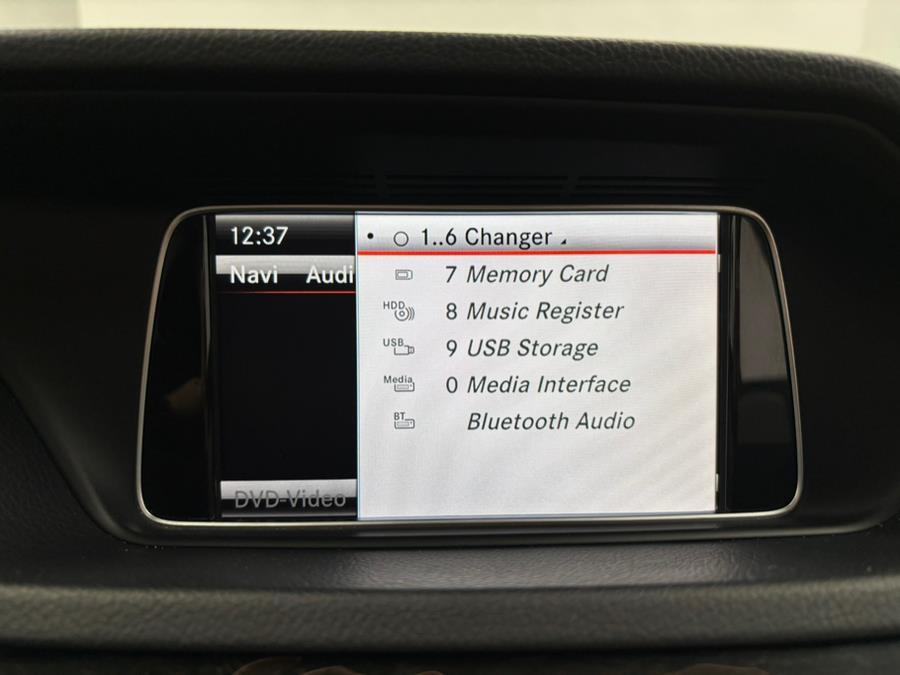 12:37
Navi Audi
DVD-Video
1..6 Changer
7 Memory Card
HDD 8 Music Register
USB 9 USB Storage
Media 0 Media Interface
BT Bluetooth Audio